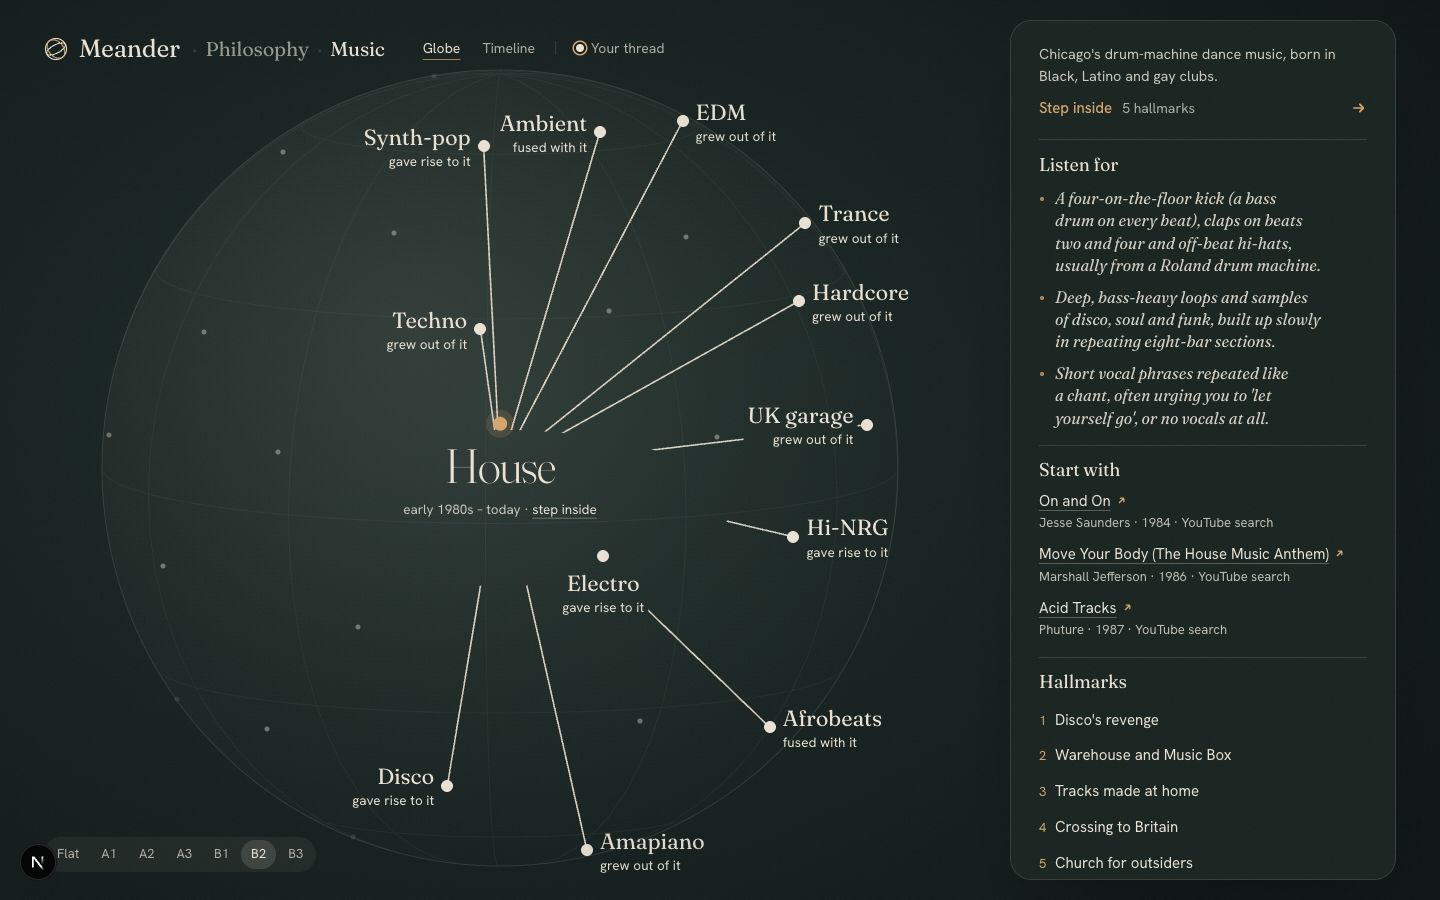 Meander · Philosophy · Music
Globe Timeline Your thread
Synth-pop
gave rise to it
Ambient
fused with it
EDM
grew out of it
Trance
grew out of it
Hardcore
grew out of it
Techno
grew out of it
UK garage
grew out of it
House
early 1980s – today · step inside
Hi-NRG
gave rise to it
Electro
gave rise to it
Afrobeats
fused with it
Disco
gave rise to it
Amapiano
grew out of it
N
Flat A1 A2 A3 B1 B2 B3
Chicago's drum-machine dance music, born in
Black, Latino and gay clubs.
Step inside 5 hallmarks →
Listen for
• A four-on-the-floor kick (a bass
drum on every beat), claps on beats
two and four and off-beat hi-hats,
usually from a Roland drum machine.
• Deep, bass-heavy loops and samples
of disco, soul and funk, built up slowly
in repeating eight-bar sections.
• Short vocal phrases repeated like
a chant, often urging you to 'let
yourself go', or no vocals at all.
Start with
On and On ↗
Jesse Saunders · 1984 · YouTube search
Move Your Body (The House Music Anthem) ↗
Marshall Jefferson · 1986 · YouTube search
Acid Tracks ↗
Phuture · 1987 · YouTube search
Hallmarks
1 Disco's revenge
2 Warehouse and Music Box
3 Tracks made at home
4 Crossing to Britain
5 Church for outsiders